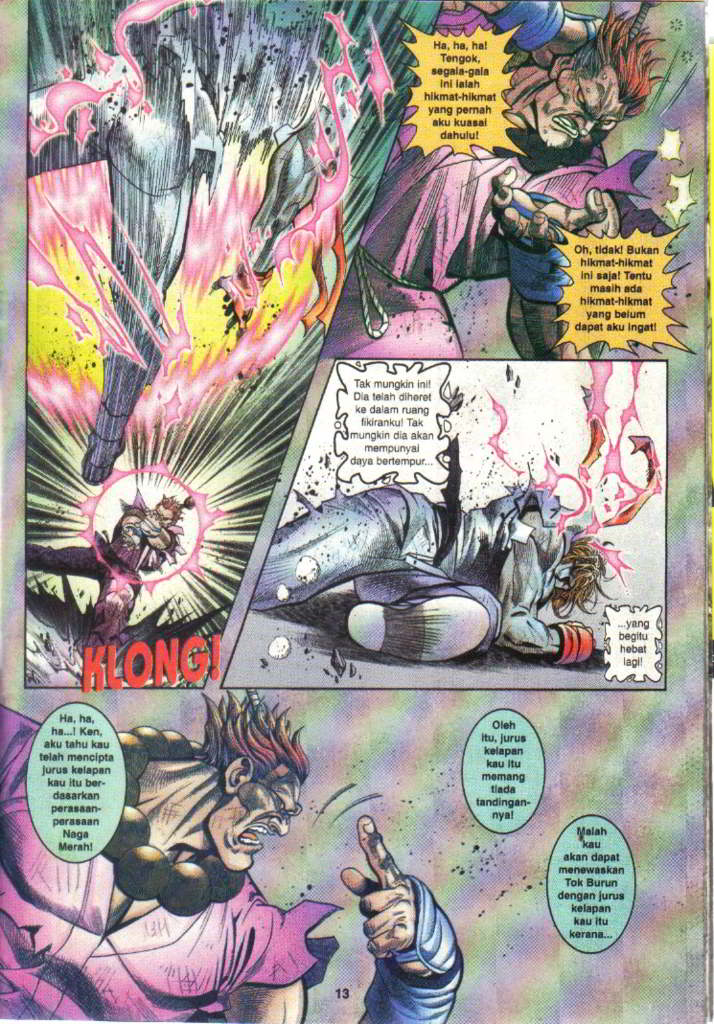 Ha, ha, ha!
Tengok,
segala-gala
ini ialah
hikmat-hikmat
yang pernah
aku kuasai
dahulu!
Oh, tidak! Bukan
hikmat-hikmat
ini saja! Tentu
masih ada
hikmat-hikmat
yang belum
dapat aku ingat!
Tak mungkin ini!
Dia telah diheret
ke dalam ruang
fikiranku! Tak
mungkin dia akan
mempunyai
daya bertempur...
...yang
begitu
hebat
lagi!
KLONG!
Ha, ha,
ha...! Ken,
aku tahu kau
telah mencipta
jurus kelapan
kau itu ber-
dasarkan
perasaan-
perasaan
Naga
Merah!
Oleh
itu, jurus
kelapan
kau itu
memang
tiada
tandingan-
nya!
Malah
kau
akan dapat
menewaskan
Tok Burun
dengan jurus
kelapan
kau itu
kerana...
13